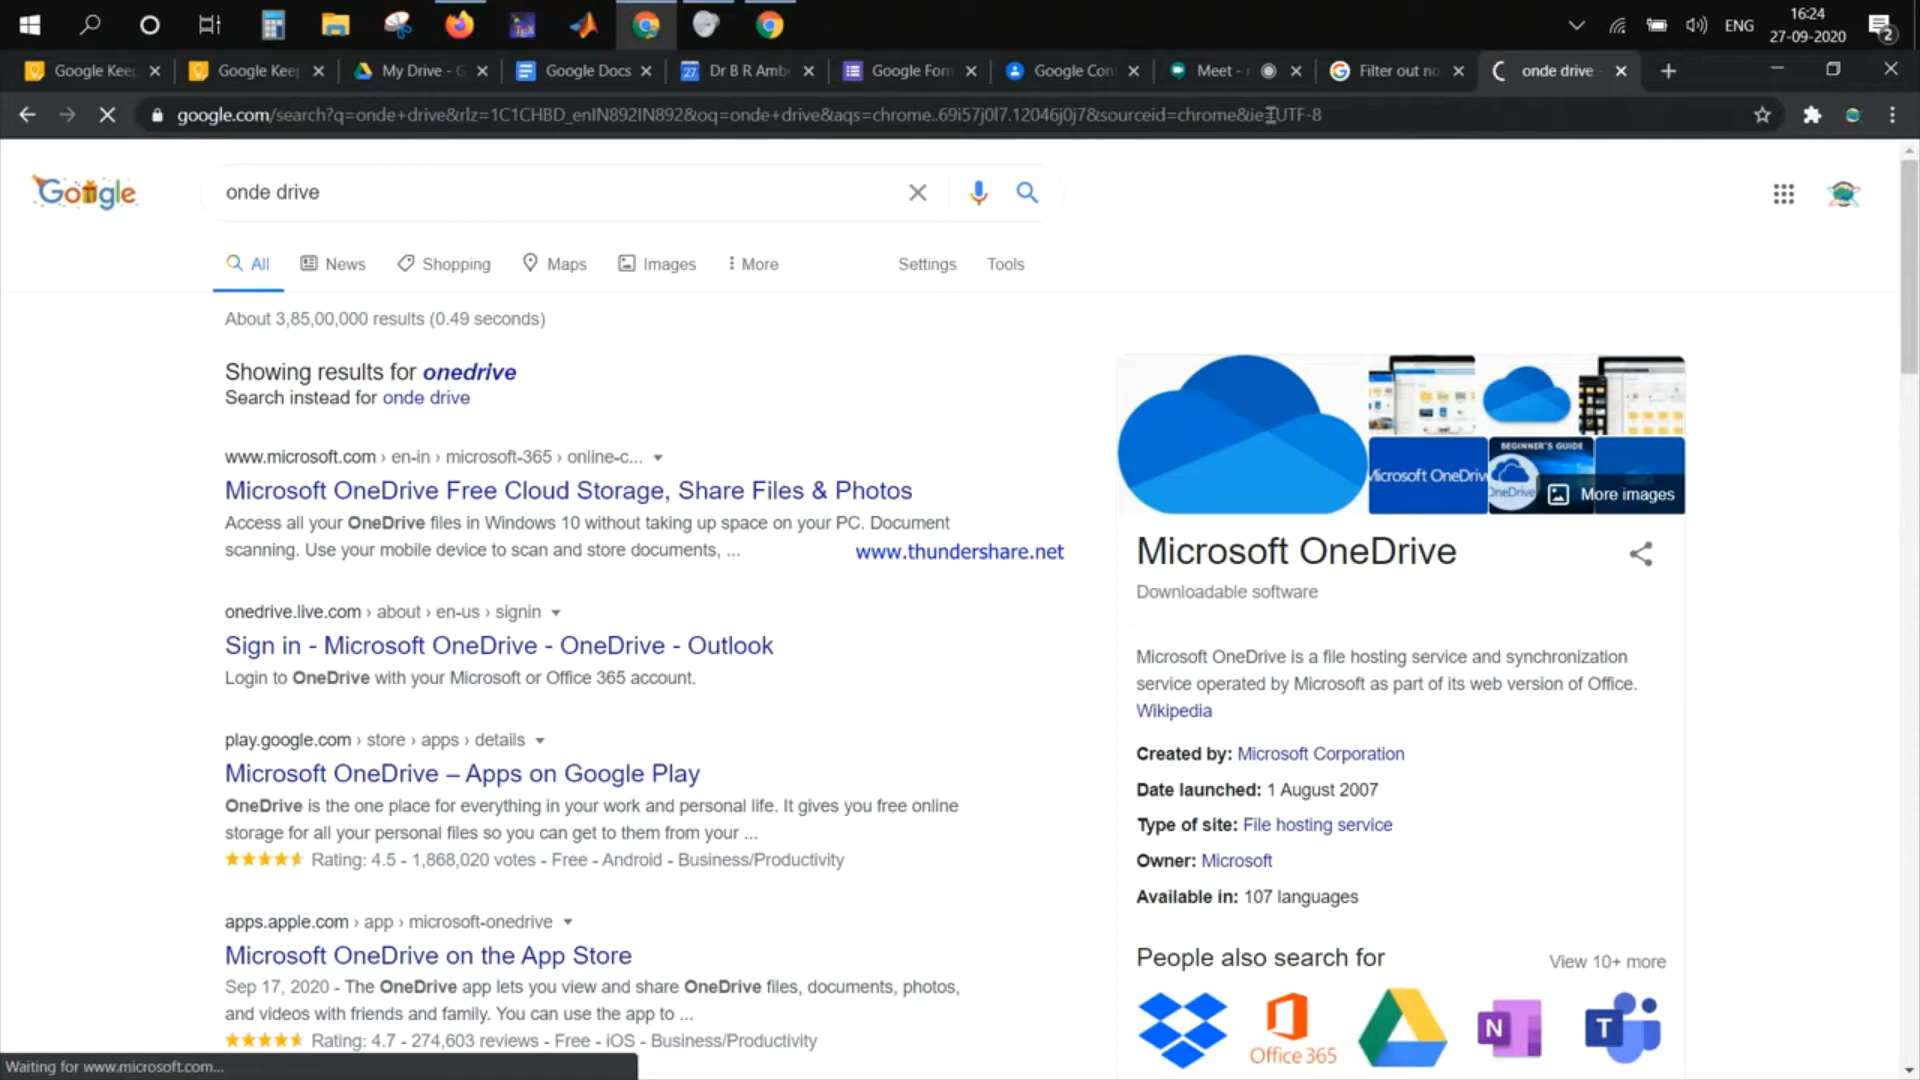 ENG
16:24
27-09-2020
2
Google Kee
Google Kee
My Drive - G
Google Docs
27
Dr B R Amb
Google Form
Google Con
Meet - r
Filter out no
onde drive
google.com/search?q=onde+drive&rlz=1C1CHBD_enIN892IN892&oq=onde+drive&aqs=chrome..69i57j0l7.12046j0j7&sourceid=chrome&ie=UTF-8
Google
onde drive
All
News
Shopping
Maps
Images
More
Settings
Tools
About 3,85,00,000 results (0.49 seconds)
Showing results for onedrive
Search instead for onde drive
www.microsoft.com › en-in › microsoft-365 › online-c...
Microsoft OneDrive Free Cloud Storage, Share Files & Photos
Access all your OneDrive files in Windows 10 without taking up space on your PC. Document
scanning. Use your mobile device to scan and store documents, ...
www.thundershare.net
onedrive.live.com › about › en-us › signin
Sign in - Microsoft OneDrive - OneDrive - Outlook
Login to OneDrive with your Microsoft or Office 365 account.
play.google.com › store › apps › details
Microsoft OneDrive – Apps on Google Play
OneDrive is the one place for everything in your work and personal life. It gives you free online
storage for all your personal files so you can get to them from your ...
Rating: 4.5 - 1,868,020 votes - Free - Android - Business/Productivity
apps.apple.com › app › microsoft-onedrive
Microsoft OneDrive on the App Store
Sep 17, 2020 - The OneDrive app lets you view and share OneDrive files, documents, photos,
and videos with friends and family. You can use the app to ...
Rating: 4.7 - 274,603 reviews - Free - iOS - Business/Productivity
Waiting for www.microsoft.com...
Microsoft OneDriv
BEGINNER'S GUIDE
OneDrive
More images
Microsoft OneDrive
Downloadable software
Microsoft OneDrive is a file hosting service and synchronization
service operated by Microsoft as part of its web version of Office.
Wikipedia
Created by: Microsoft Corporation
Date launched: 1 August 2007
Type of site: File hosting service
Owner: Microsoft
Available in: 107 languages
People also search for
View 10+ more
Office 365
N
T